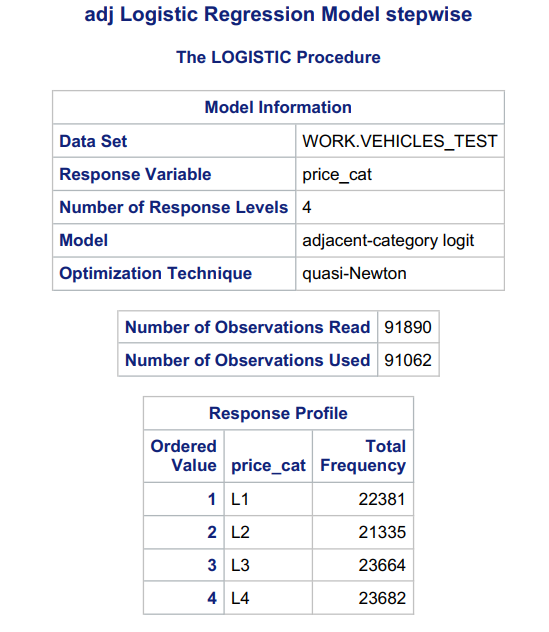 adj Logistic Regression Model stepwise
The LOGISTIC Procedure
Model Information
Data Set WORK.VEHICLES_TEST
Response Variable price_cat
Number of Response Levels 4
Model adjacent-category logit
Optimization Technique quasi-Newton
Number of Observations Read 91890
Number of Observations Used 91062
Response Profile
Ordered Total
Value price_cat Frequency
1 L1 22381
2 L2 21335
3 L3 23664
4 L4 23682